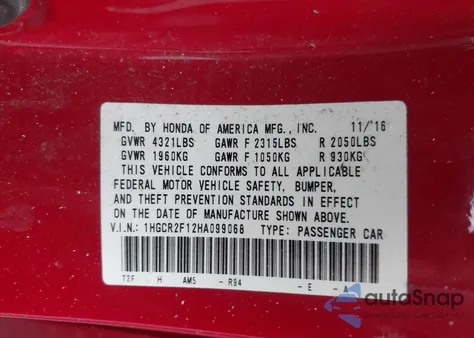 MFD. BY HONDA OF AMERICA MFG., INC. 11/16
GVWR 4321LBS GAWR F 2315LBS R 2050LBS
GVWR 1960KG GAWR F 1050KG R 930KG
THIS VEHICLE CONFORMS TO ALL APPLICABLE
FEDERAL MOTOR VEHICLE SAFETY, BUMPER,
AND THEFT PREVENTION STANDARDS IN EFFECT
ON THE DATE OF MANUFACTURE SHOWN ABOVE.
V.I.N.: 1HGCR2F12HA099068 TYPE: PASSENGER CAR
T2F H AM5 - R94 - E - A
autoSnap